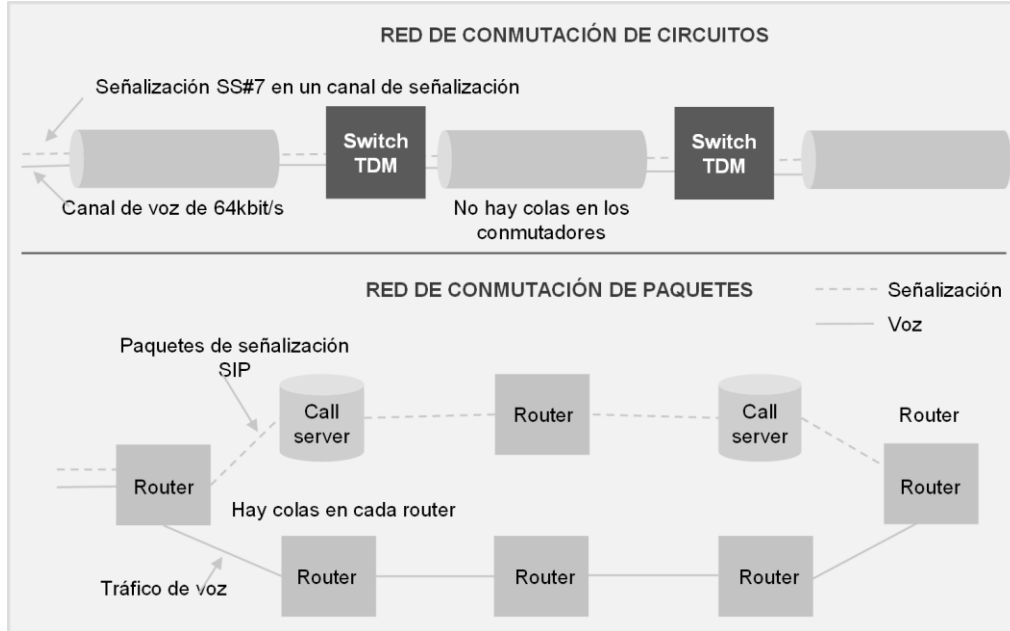 RED DE CONMUTACIÓN DE CIRCUITOS
Señalización SS#7 en un canal de señalización
Switch
TDM
Switch
TDM
Canal de voz de 64kbit/s
No hay colas en los
conmutadores
RED DE CONMUTACIÓN DE PAQUETES
Señalización
Voz
Paquetes de señalización
SIP
Call
server
Router
Call
server
Router
Router
Router
Hay colas en cada router
Tráfico de voz
Router
Router
Router